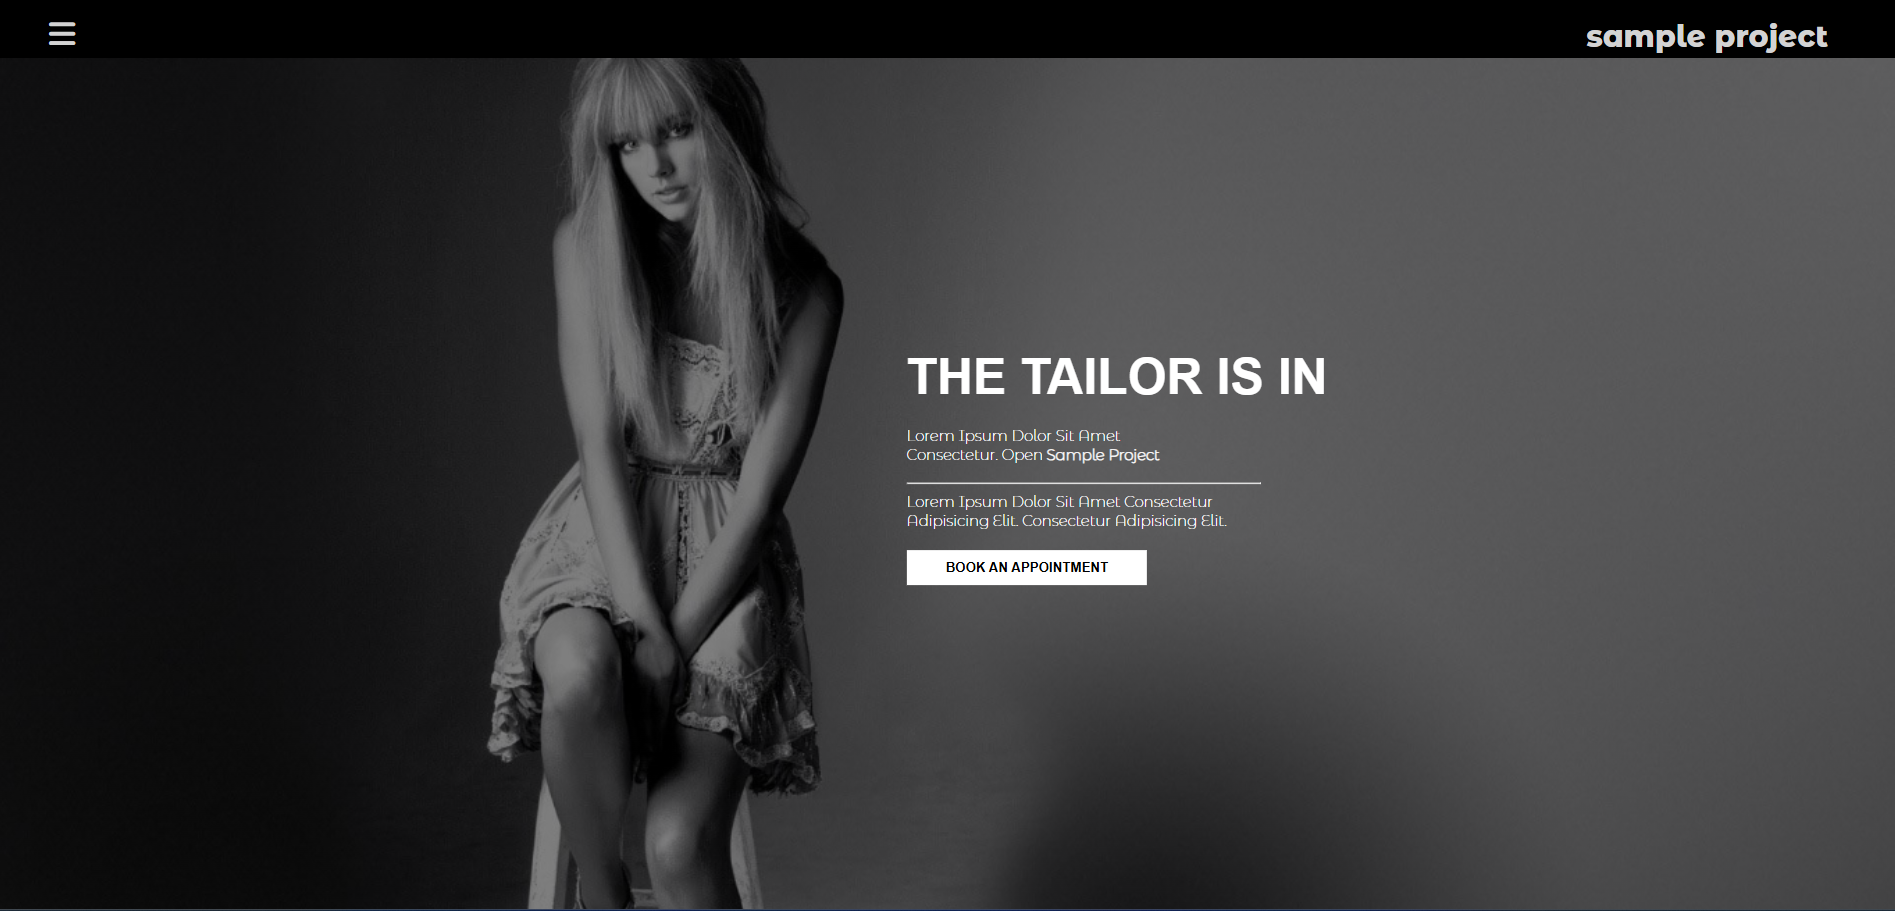 sample project
THE TAILOR IS IN
Lorem Ipsum Dolor Sit Amet
Consectetur. Open Sample Project
Lorem Ipsum Dolor Sit Amet Consectetur
Adipisicing Elit. Consectetur Adipisicing Elit.
BOOK AN APPOINTMENT